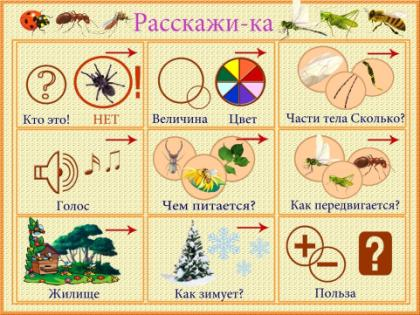 Расскажи-ка
Кто это! НЕТ
Величина Цвет
Части тела Сколько?
Голос
Чем питается?
Как передвигается?
Жилище
Как зимует?
Польза